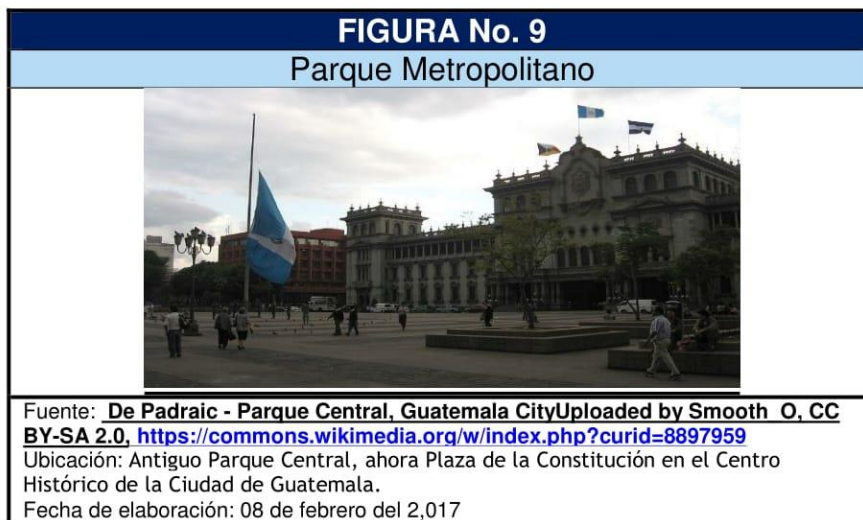 FIGURA No. 9
Parque Metropolitano
Fuente: De Padraic - Parque Central, Guatemala CityUploaded by Smooth_O, CC
BY-SA 2.0, https://commons.wikimedia.org/w/index.php?curid=8897959
Ubicación: Antiguo Parque Central, ahora Plaza de la Constitución en el Centro
Histórico de la Ciudad de Guatemala.
Fecha de elaboración: 08 de febrero del 2,017